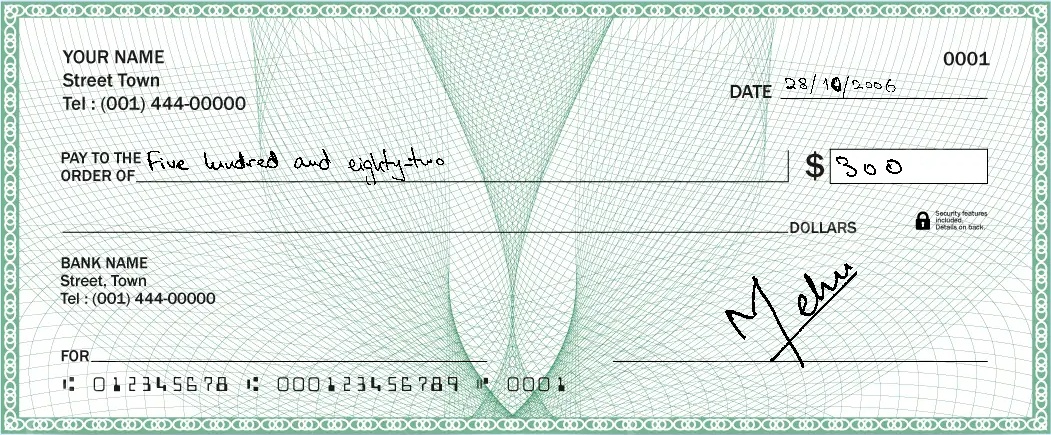 YOUR NAME
0001
Street Town
Tel : (001) 444-00000
DATE 28/10/2006
PAY TO THE ORDER OF Five hundred and eighty-two
$ 300
DOLLARS
Security features
included.
Details on back.
BANK NAME
Street, Town
Tel : (001) 444-00000
FOR
⑆ 012345678 ⑆ 000123456789 ⑈ 0001